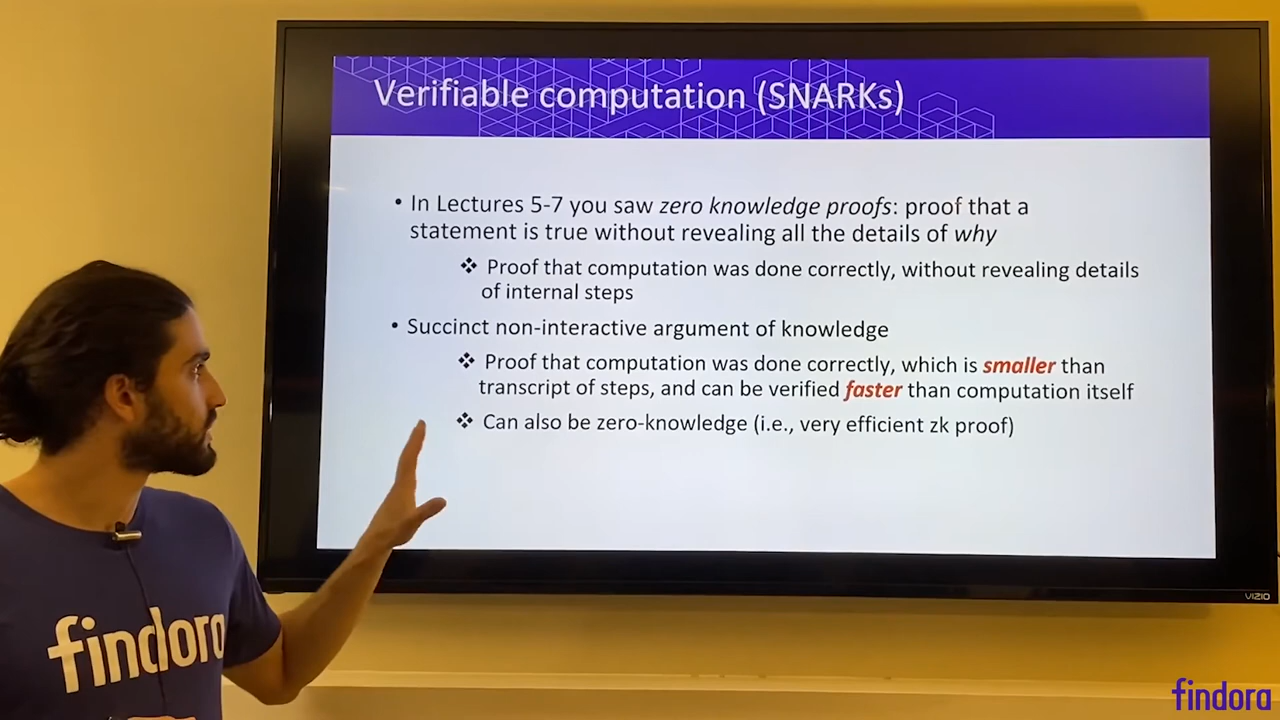 Verifiable computation (SNARKs)
• In Lectures 5-7 you saw zero knowledge proofs: proof that a
statement is true without revealing all the details of why
❖ Proof that computation was done correctly, without revealing details
of internal steps
• Succinct non-interactive argument of knowledge
❖ Proof that computation was done correctly, which is smaller than
transcript of steps, and can be verified faster than computation itself
❖ Can also be zero-knowledge (i.e., very efficient zk proof)
VIZIO
findora
findora